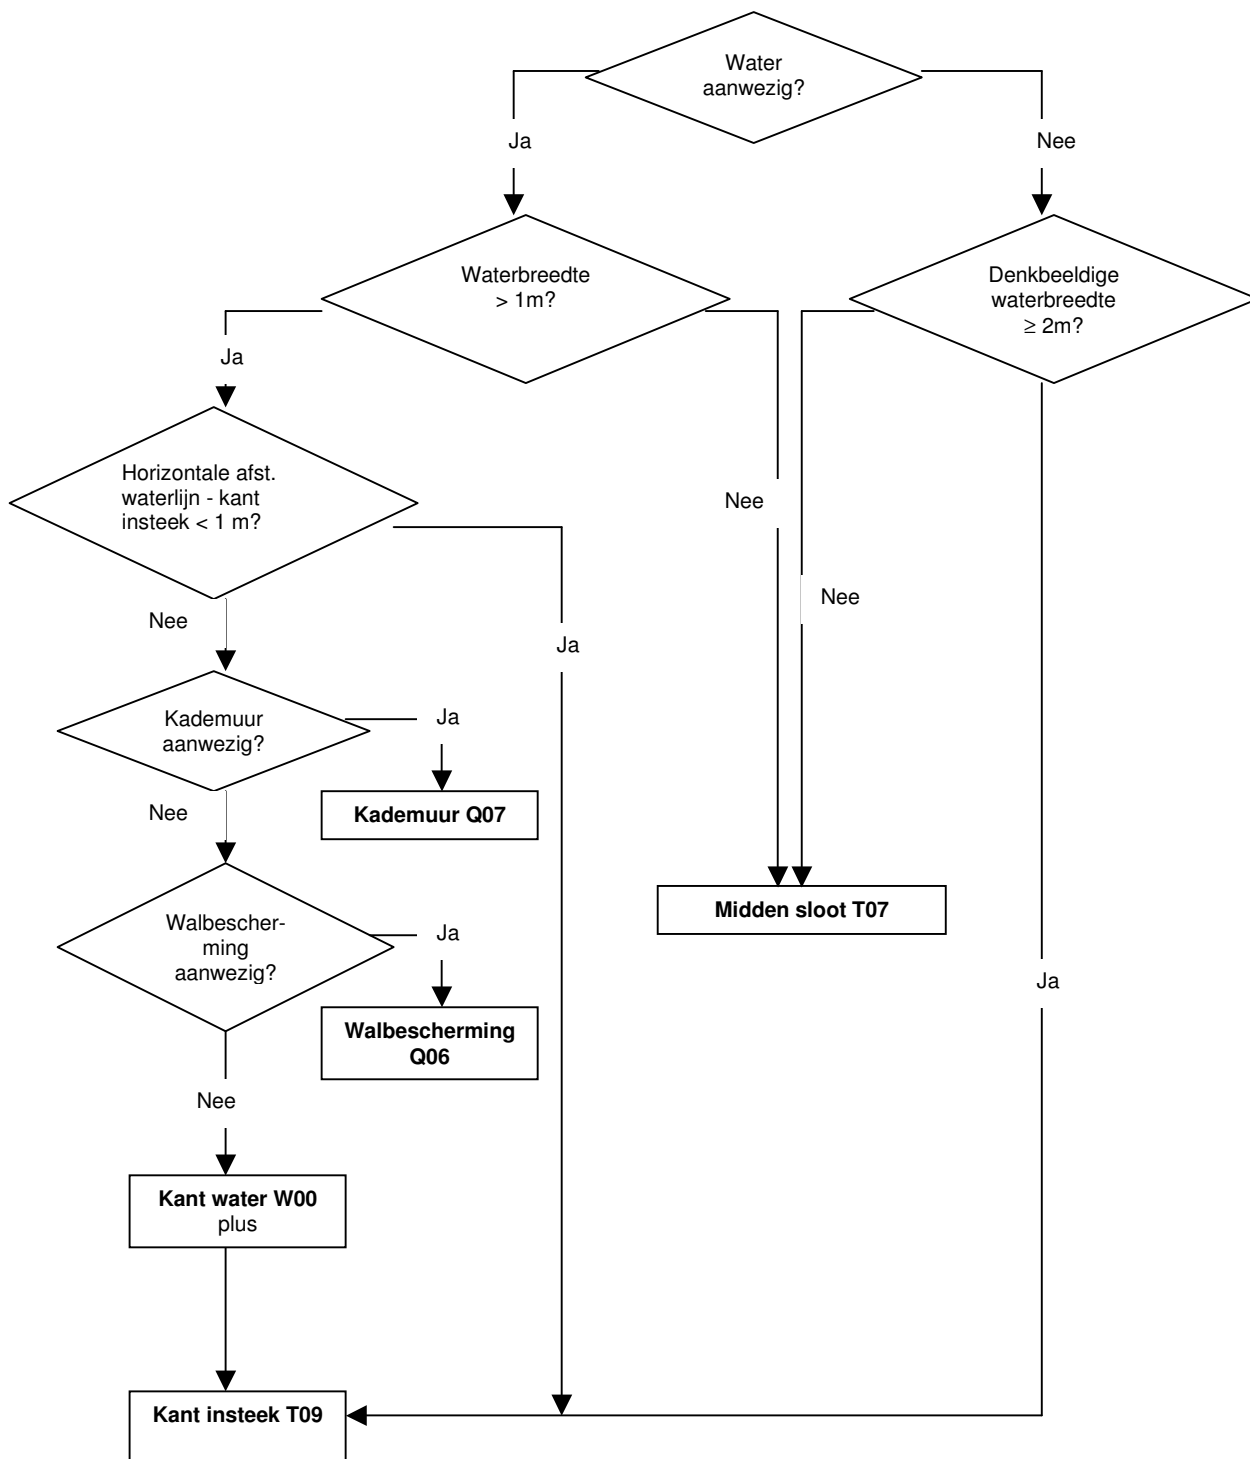 Water
aanwezig?
Ja
Nee
Waterbreedte
> 1m?
Denkbeeldige
waterbreedte
≥ 2m?
Ja
Horizontale afst.
waterlijn - kant
insteek < 1 m?
Nee
Nee
Nee
Ja
Kademuur
aanwezig?
Ja
Kademuur Q07
Nee
Midden sloot T07
Walbescher-
ming
aanwezig?
Ja
Walbescherming
Q06
Ja
Nee
Kant water W00
plus
Kant insteek T09